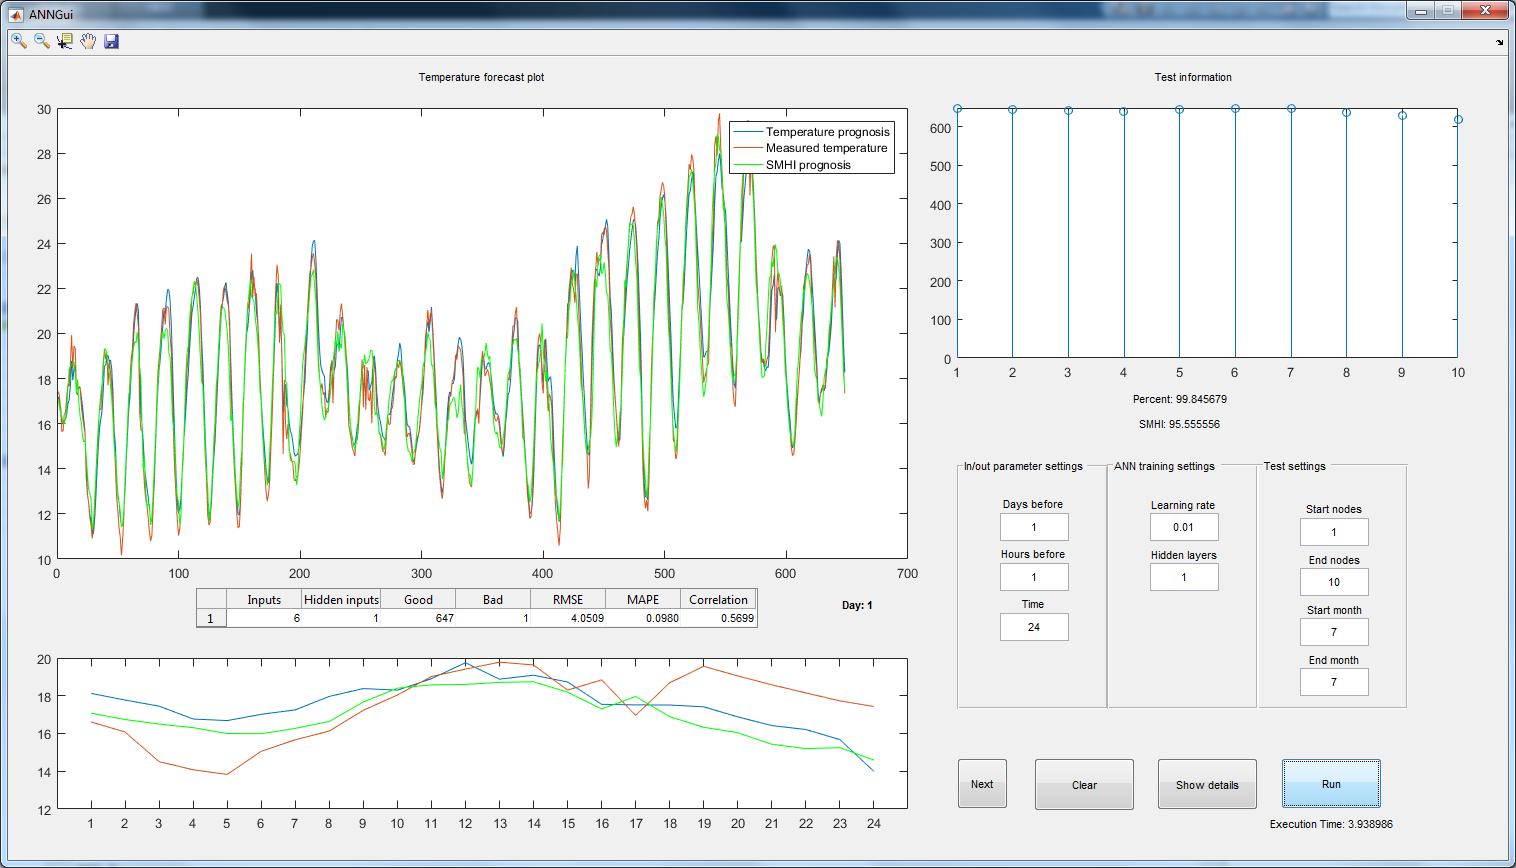 ANNGui
Temperature forecast plot
Test information
30
28
26
24
22
20
18
16
14
12
10
0 100 200 300 400 500 600 700
Temperature prognosis
Measured temperature
SMHI prognosis
600
500
400
300
200
100
0
1 2 3 4 5 6 7 8 9 10
Percent: 99.845679
SMHI: 95.555556
Inputs Hidden inputs Good Bad RMSE MAPE Correlation
1 6 1 647 1 4.0509 0.0980 0.5699
Day: 1
20
18
16
14
12
1 2 3 4 5 6 7 8 9 10 11 12 13 14 15 16 17 18 19 20 21 22 23 24
In/out parameter settings
Days before
1
Hours before
1
Time
24
ANN training settings
Learning rate
0.01
Hidden layers
1
Test settings
Start nodes
1
End nodes
10
Start month
7
End month
7
Next Clear Show details Run
Execution Time: 3.938986